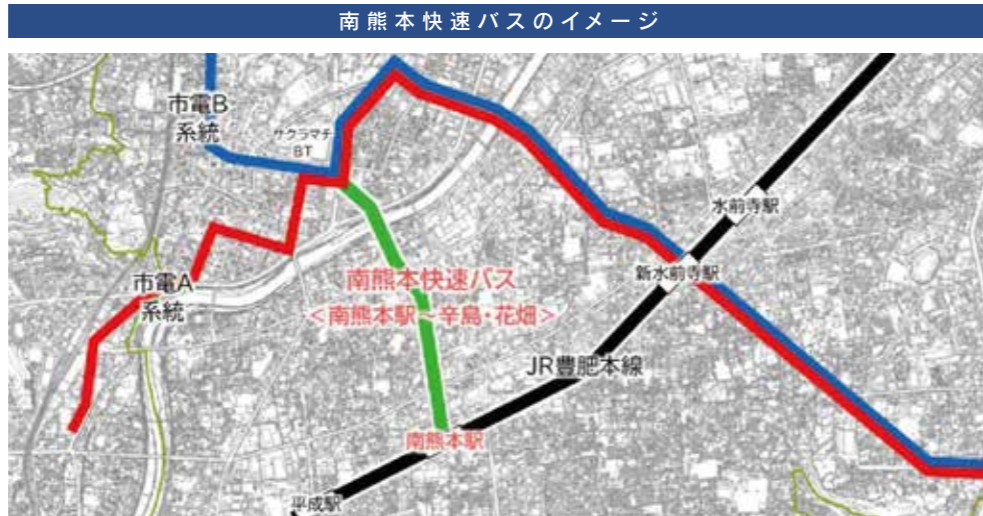 南熊本快速バスのイメージ
市電B
系統
サクラマチ
BT
水前寺駅
新水前寺駅
市電A
系統
南熊本快速バス
<南熊本駅～辛島・花畑>
JR豊肥本線
南熊本駅
平成駅